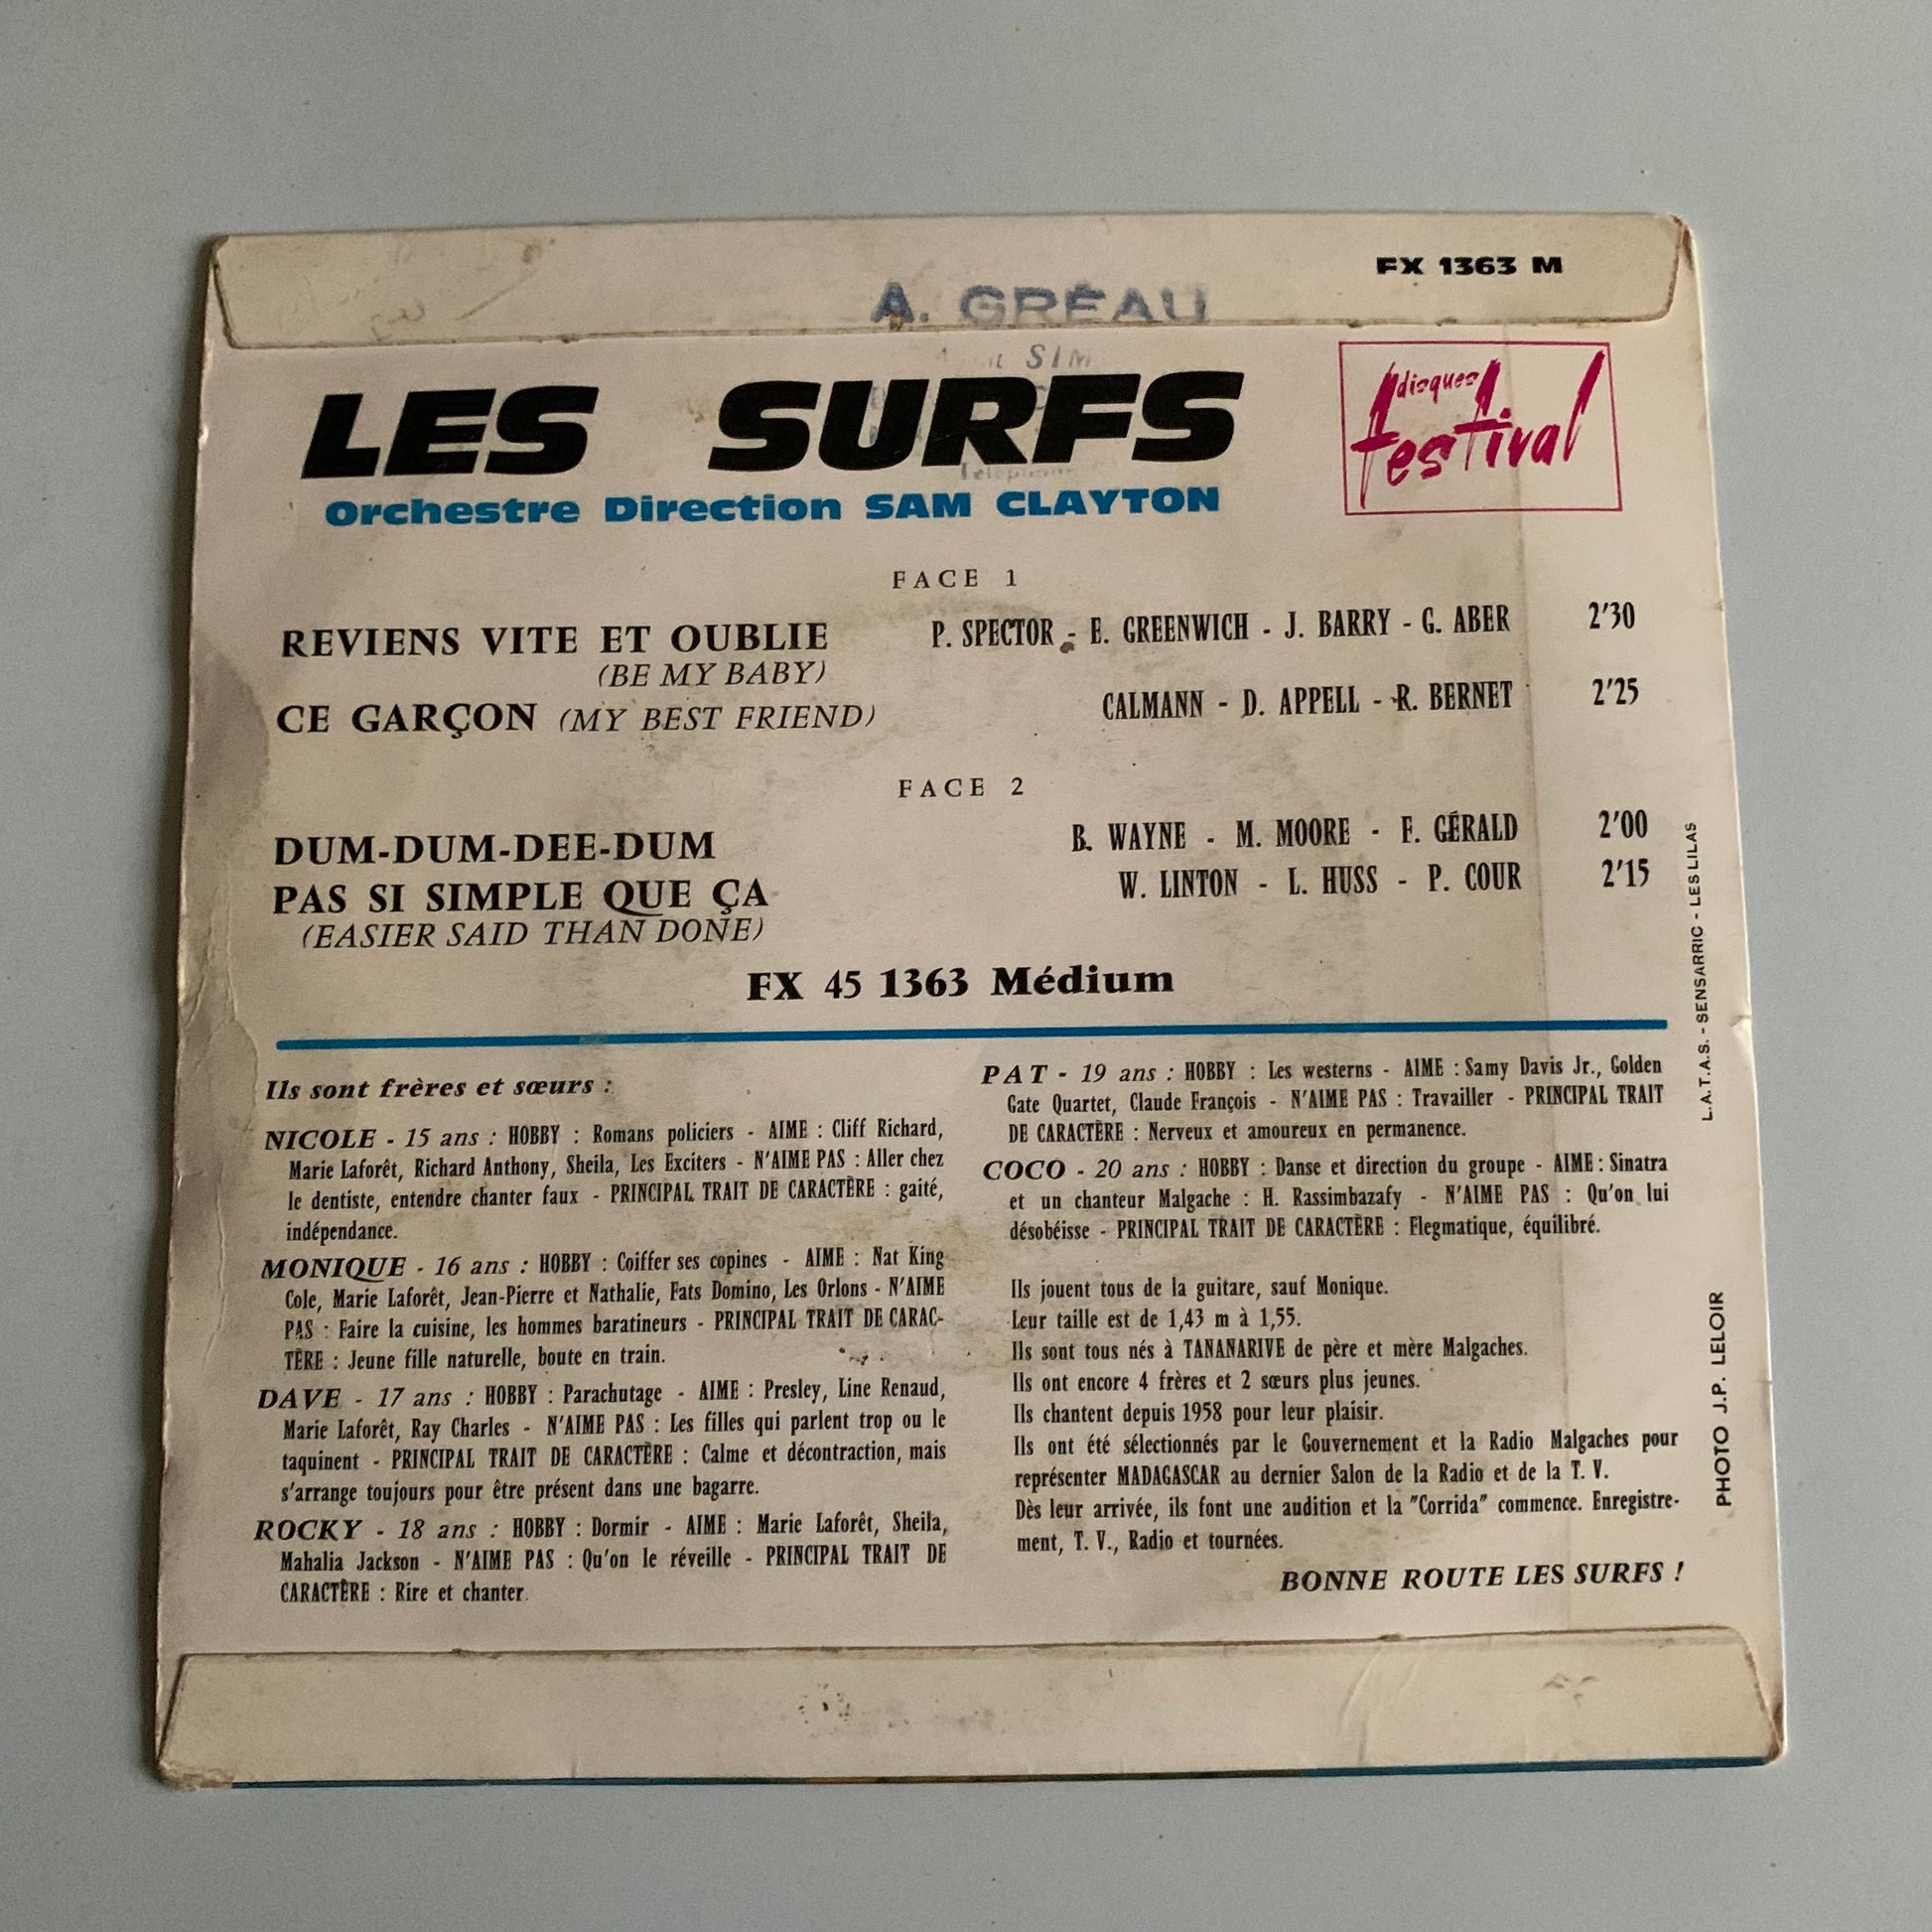 FX 1363 M
A. GRÉAU
SIM
LES SURFS
disques
festival
Orchestre Direction SAM CLAYTON
FACE 1
REVIENS VITE ET OUBLIE P. SPECTOR - E. GREENWICH - J. BARRY - G. ABER 2'30
(BE MY BABY)
CE GARÇON (MY BEST FRIEND) CALMANN - D. APPELL - R. BERNET 2'25
FACE 2
DUM-DUM-DEE-DUM B. WAYNE - M. MOORE - F. GÉRALD 2'00
PAS SI SIMPLE QUE ÇA W. LINTON - L. HUSS - P. COUR 2'15
(EASIER SAID THAN DONE)
FX 45 1363 Médium
Ils sont frères et sœurs :
NICOLE - 15 ans : HOBBY : Romans policiers - AIME : Cliff Richard,
Marie Laforêt, Richard Anthony, Sheila, Les Exciters - N'AIME PAS : Aller chez
le dentiste, entendre chanter faux - PRINCIPAL TRAIT DE CARACTÈRE : gaité,
indépendance.
MONIQUE - 16 ans : HOBBY : Coiffer ses copines - AIME : Nat King
Cole, Marie Laforêt, Jean-Pierre et Nathalie, Fats Domino, Les Orlons - N'AIME
PAS : Faire la cuisine, les hommes baratineurs - PRINCIPAL TRAIT DE CARAC-
TÈRE : Jeune fille naturelle, boute en train.
DAVE - 17 ans : HOBBY : Parachutage - AIME : Presley, Line Renaud,
Marie Laforêt, Ray Charles - N'AIME PAS : Les filles qui parlent trop ou le
taquinent - PRINCIPAL TRAIT DE CARACTÈRE : Calme et décontraction, mais
s'arrange toujours pour être présent dans une bagarre.
ROCKY - 18 ans : HOBBY : Dormir - AIME : Marie Laforêt, Sheila,
Mahalia Jackson - N'AIME PAS : Qu'on le réveille - PRINCIPAL TRAIT DE
CARACTÈRE : Rire et chanter.
PAT - 19 ans : HOBBY : Les westerns - AIME : Samy Davis Jr., Golden
Gate Quartet, Claude François - N'AIME PAS : Travailler - PRINCIPAL TRAIT
DE CARACTÈRE : Nerveux et amoureux en permanence.
COCO - 20 ans : HOBBY : Danse et direction du groupe - AIME : Sinatra
et un chanteur Malgache : H. Rassimbazafy - N'AIME PAS : Qu'on lui
désobéisse - PRINCIPAL TRAIT DE CARACTÈRE : Flegmatique, équilibré.
Ils jouent tous de la guitare, sauf Monique.
Leur taille est de 1,43 m à 1,55.
Ils sont tous nés à TANANARIVE de père et mère Malgaches.
Ils ont encore 4 frères et 2 sœurs plus jeunes.
Ils chantent depuis 1958 pour leur plaisir.
Ils ont été sélectionnés par le Gouvernement et la Radio Malgaches pour
représenter MADAGASCAR au dernier Salon de la Radio et de la T. V.
Dès leur arrivée, ils font une audition et la "Corrida" commence. Enregistre-
ment, T. V., Radio et tournées.
BONNE ROUTE LES SURFS !
L.A.T.A.S. - SENSARRIC - LES LILAS
PHOTO J.P. LELOIR